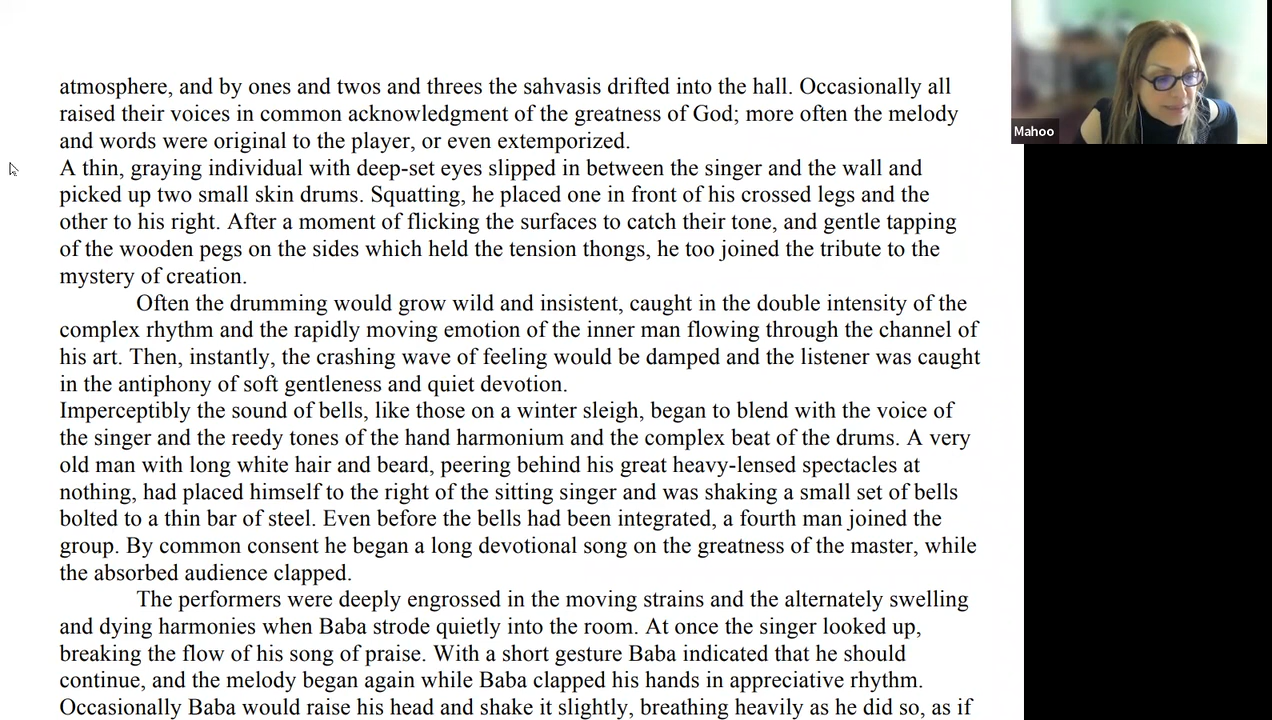 atmosphere, and by ones and twos and threes the sahvasis drifted into the hall. Occasionally all
raised their voices in common acknowledgment of the greatness of God; more often the melody
and words were original to the player, or even extemporized.
A thin, graying individual with deep-set eyes slipped in between the singer and the wall and
picked up two small skin drums. Squatting, he placed one in front of his crossed legs and the
other to his right. After a moment of flicking the surfaces to catch their tone, and gentle tapping
of the wooden pegs on the sides which held the tension thongs, he too joined the tribute to the
mystery of creation.
Often the drumming would grow wild and insistent, caught in the double intensity of the
complex rhythm and the rapidly moving emotion of the inner man flowing through the channel of
his art. Then, instantly, the crashing wave of feeling would be damped and the listener was caught
in the antiphony of soft gentleness and quiet devotion.
Imperceptibly the sound of bells, like those on a winter sleigh, began to blend with the voice of
the singer and the reedy tones of the hand harmonium and the complex beat of the drums. A very
old man with long white hair and beard, peering behind his great heavy-lensed spectacles at
nothing, had placed himself to the right of the sitting singer and was shaking a small set of bells
bolted to a thin bar of steel. Even before the bells had been integrated, a fourth man joined the
group. By common consent he began a long devotional song on the greatness of the master, while
the absorbed audience clapped.
The performers were deeply engrossed in the moving strains and the alternately swelling
and dying harmonies when Baba strode quietly into the room. At once the singer looked up,
breaking the flow of his song of praise. With a short gesture Baba indicated that he should
continue, and the melody began again while Baba clapped his hands in appreciative rhythm.
Occasionally Baba would raise his head and shake it slightly, breathing heavily as he did so, as if
Mahoo